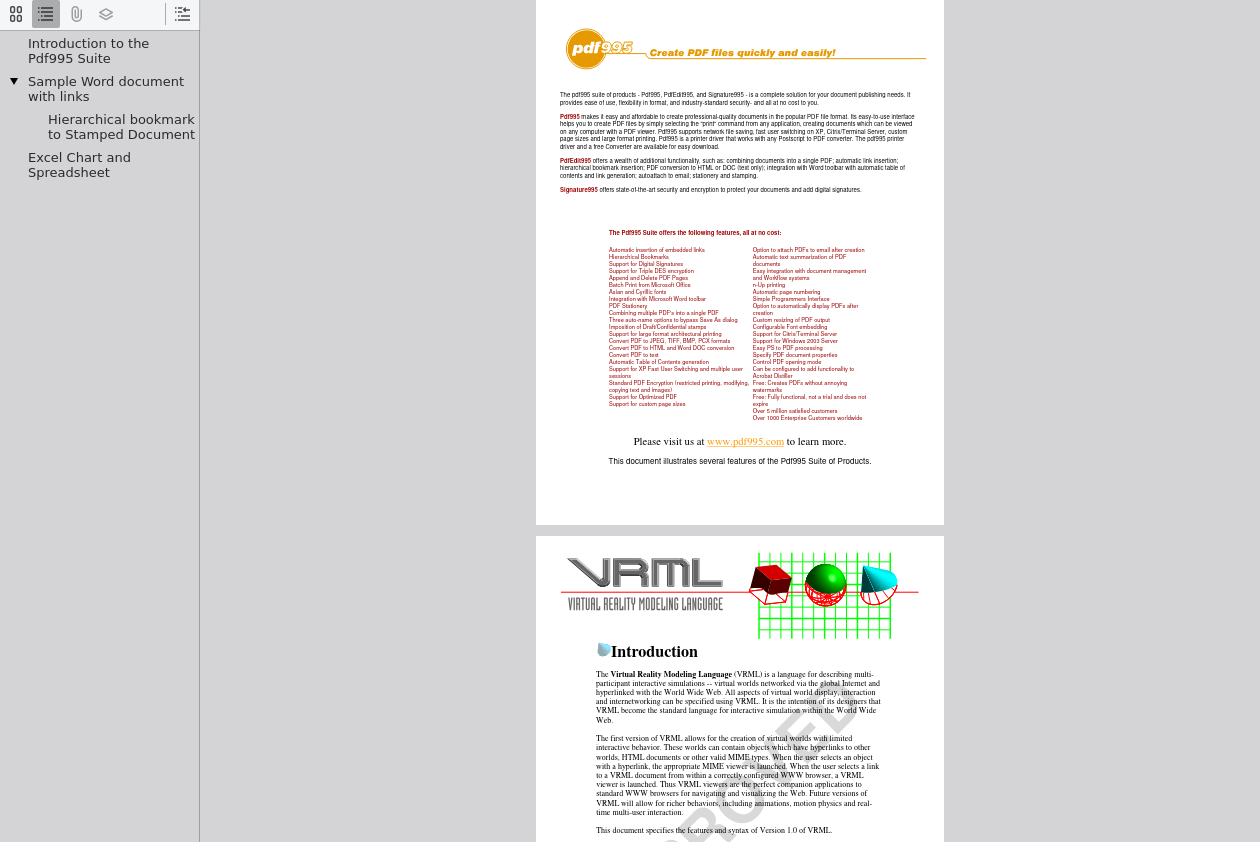 Introduction to the
Pdf995 Suite
Sample Word document
with links
Hierarchical bookmark
to Stamped Document
Excel Chart and
Spreadsheet
pdf995
Create PDF files quickly and easily!
The pdf995 suite of products - Pdf995, PdfEdit995, and Signature995 - is a complete solution for your document publishing needs. It
provides ease of use, flexibility in format, and industry-standard security- and all at no cost to you.
Pdf995 makes it easy and affordable to create professional-quality documents in the popular PDF file format. Its easy-to-use interface
helps you to create PDF files by simply selecting the "print" command from any application, creating documents which can be viewed
on any computer with a PDF viewer. Pdf995 supports network file saving, fast user switching on XP, Citrix/Terminal Server, custom
page sizes and large format printing. Pdf995 is a printer driver that works with any Postscript to PDF converter. The pdf995 printer
driver and a free Converter are available for easy download.
PdfEdit995 offers a wealth of additional functionality, such as: combining documents into a single PDF; automatic link insertion;
hierarchical bookmark insertion; PDF conversion to HTML or DOC (text only); integration with Word toolbar with automatic table of
contents and link generation; autoattach to email; stationery and stamping.
Signature995 offers state-of-the-art security and encryption to protect your documents and add digital signatures.
The Pdf995 Suite offers the following features, all at no cost:
Automatic insertion of embedded links
Hierarchical Bookmarks
Support for Digital Signatures
Support for Triple DES encryption
Append and Delete PDF Pages
Batch Print from Microsoft Office
Asian and Cyrillic fonts
Integration with Microsoft Word toolbar
PDF Stationery
Combining multiple PDF's into a single PDF
Three auto-name options to bypass Save As dialog
Imposition of Draft/Confidential stamps
Support for large format architectural printing
Convert PDF to JPEG, TIFF, BMP, PCX formats
Convert PDF to HTML and Word DOC conversion
Convert PDF to text
Automatic Table of Contents generation
Support for XP Fast User Switching and multiple user
sessions
Standard PDF Encryption (restricted printing, modifying,
copying text and images)
Support for Optimized PDF
Support for custom page sizes
Option to attach PDFs to email after creation
Automatic text summarization of PDF
documents
Easy integration with document management
and Workflow systems
n-Up printing
Automatic page numbering
Simple Programmers Interface
Option to automatically display PDFs after
creation
Custom resizing of PDF output
Configurable Font embedding
Support for Citrix/Terminal Server
Support for Windows 2003 Server
Easy PS to PDF processing
Specify PDF document properties
Control PDF opening mode
Can be configured to add functionality to
Acrobat Distiller
Free: Creates PDFs without annoying
watermarks
Free: Fully functional, not a trial and does not
expire
Over 5 million satisfied customers
Over 1000 Enterprise Customers worldwide
Please visit us at www.pdf995.com to learn more.
This document illustrates several features of the Pdf995 Suite of Products.
VRML
VIRTUAL REALITY MODELING LANGUAGE
Introduction
The Virtual Reality Modeling Language (VRML) is a language for describing multi-
participant interactive simulations -- virtual worlds networked via the global Internet and
hyperlinked with the World Wide Web. All aspects of virtual world display, interaction
and internetworking can be specified using VRML. It is the intention of its designers that
VRML become the standard language for interactive simulation within the World Wide
Web.
The first version of VRML allows for the creation of virtual worlds with limited
interactive behavior. These worlds can contain objects which have hyperlinks to other
worlds, HTML documents or other valid MIME types. When the user selects an object
with a hyperlink, the appropriate MIME viewer is launched. When the user selects a link
to a VRML document from within a correctly configured WWW browser, a VRML
viewer is launched. Thus VRML viewers are the perfect companion applications to
standard WWW browsers for navigating and visualizing the Web. Future versions of
VRML will allow for richer behaviors, including animations, motion physics and real-
time multi-user interaction.
This document specifies the features and syntax of Version 1.0 of VRML.
ROVED